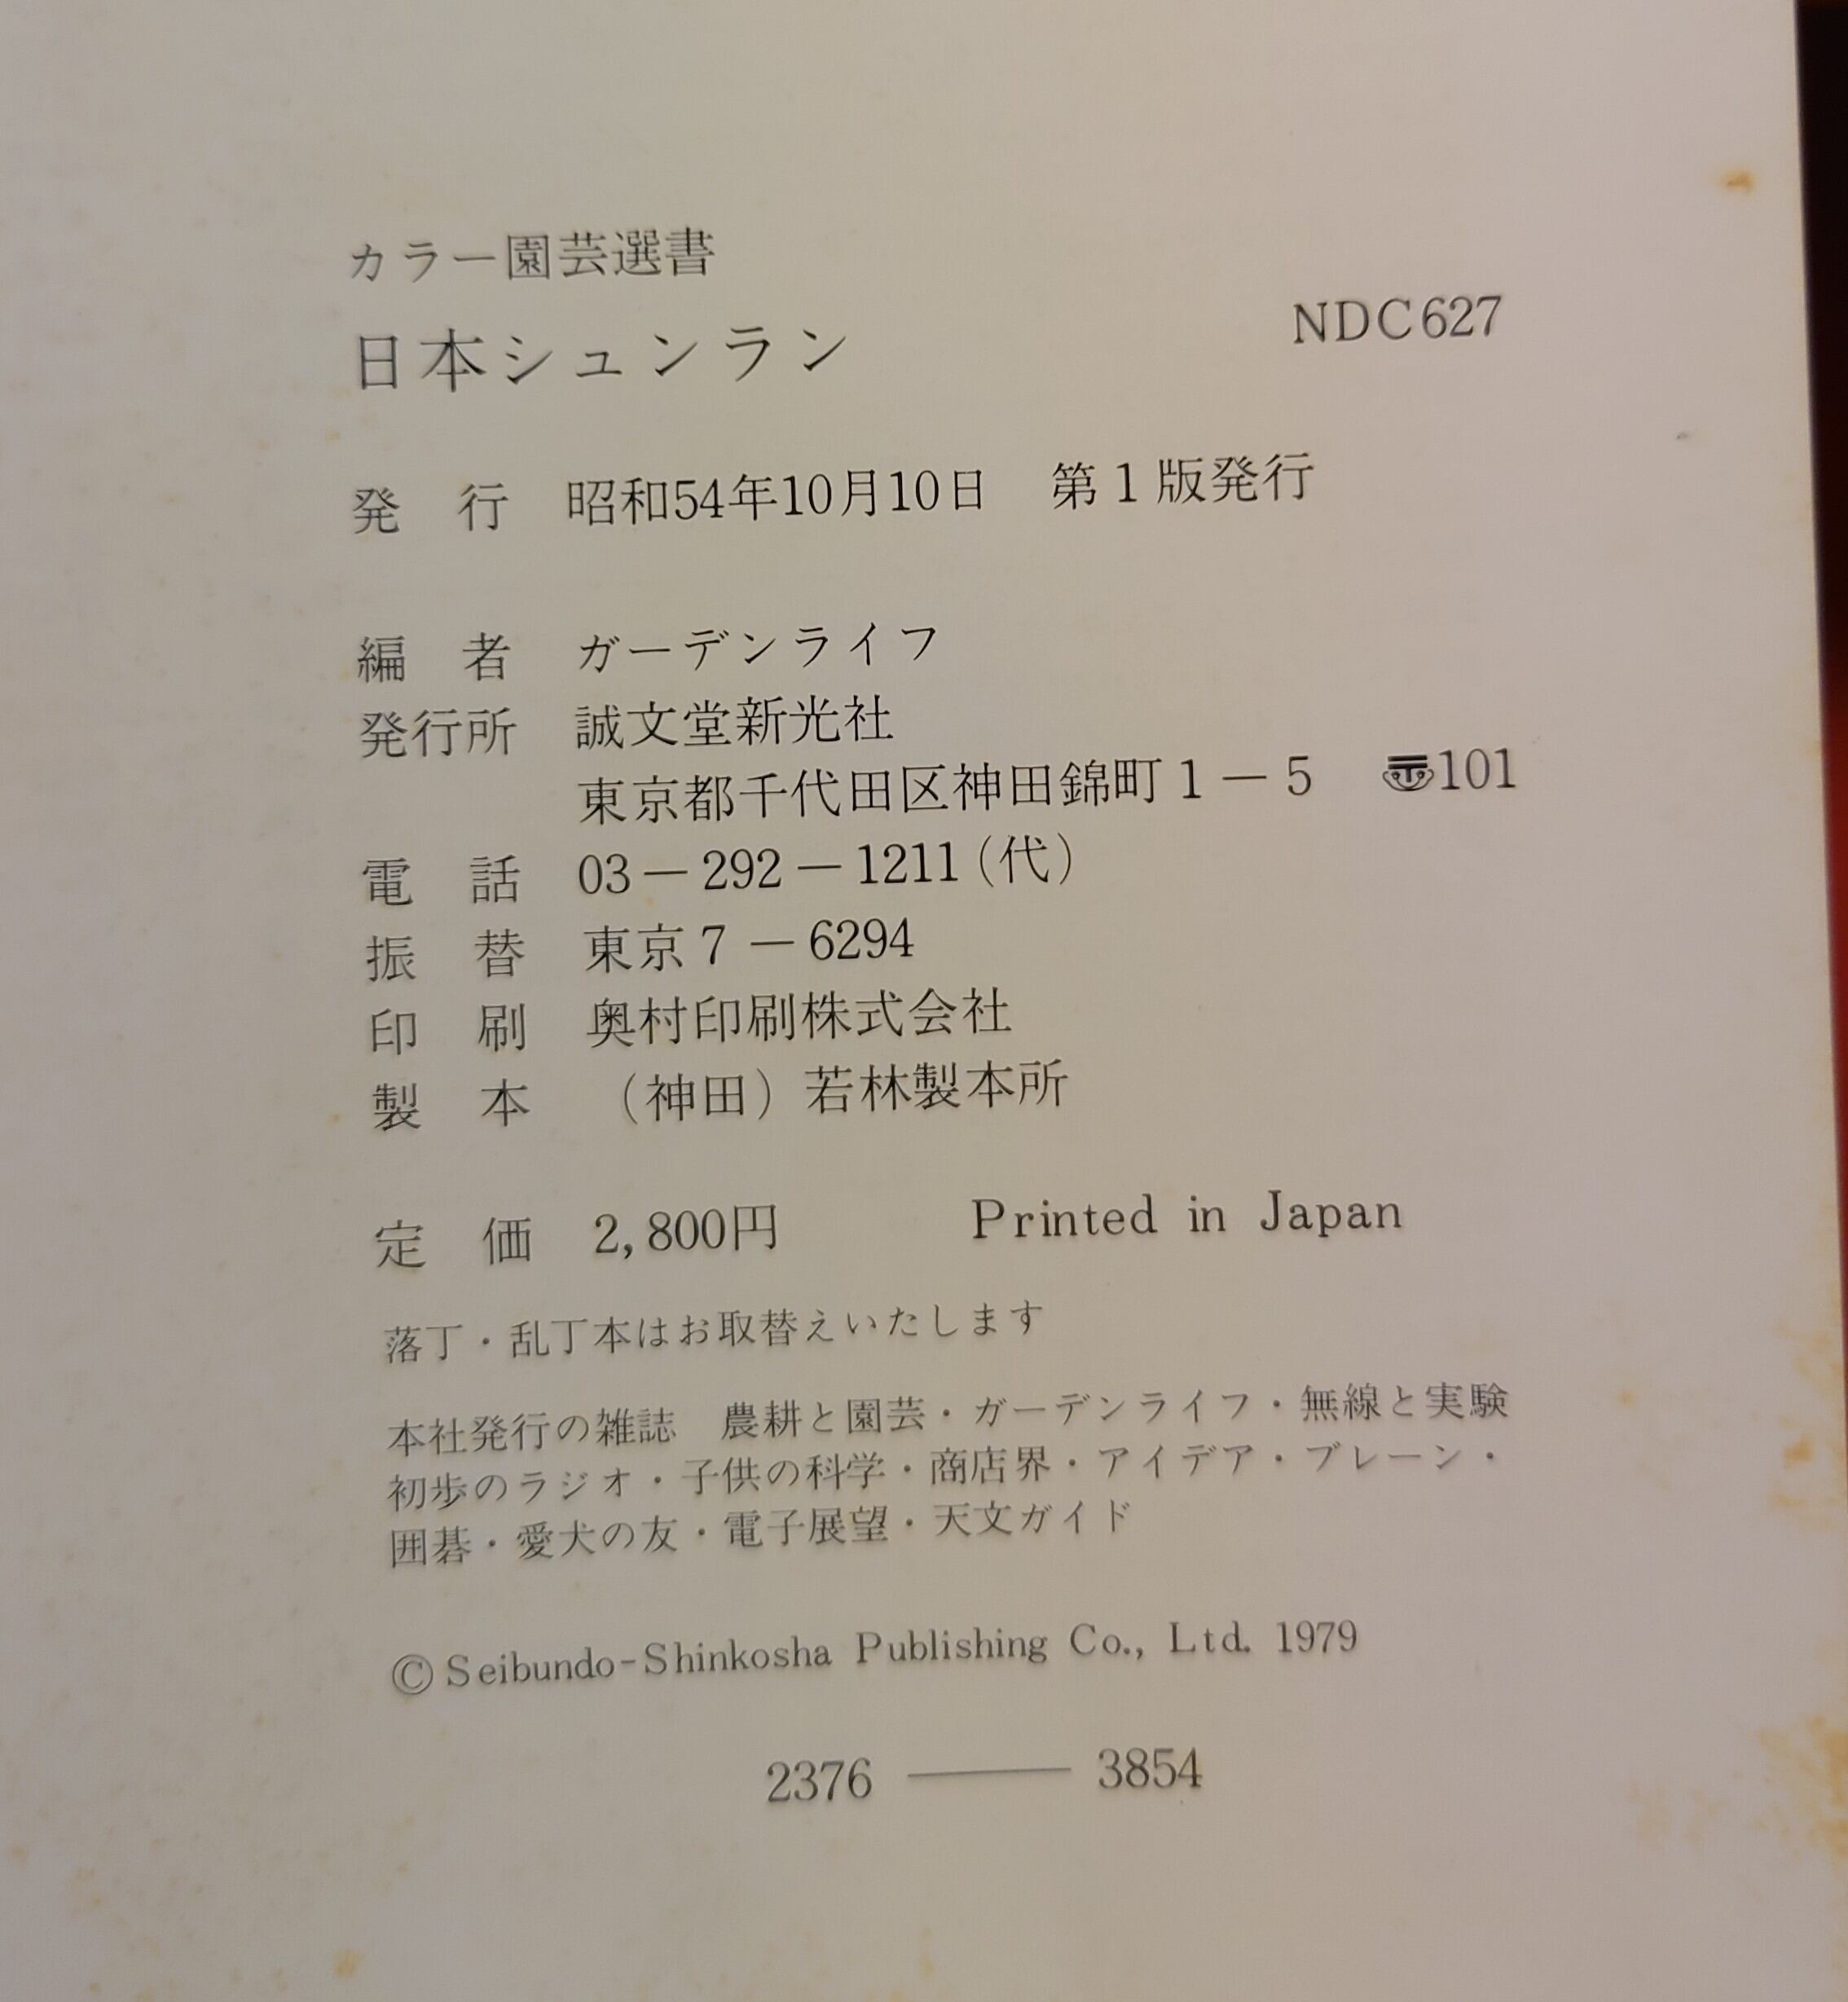 カラー園芸選書
日本シュンラン
NDC627
発　行　昭和54年10月10日　第1版発行
編　者　ガーデンライフ
発行所　誠文堂新光社
東京都千代田区神田錦町1－5　〠101
電　話　03－292－1211（代）
振　替　東京7－6294
印　刷　奥村印刷株式会社
製　本　（神田）若林製本所
定　価　2,800円　Printed in Japan
落丁・乱丁本はお取替えいたします
本社発行の雑誌　農耕と園芸・ガーデンライフ・無線と実験
初歩のラジオ・子供の科学・商店界・アイデア・ブレーン・
囲碁・愛犬の友・電子展望・天文ガイド
©Seibundo-Shinkosha Publishing Co., Ltd. 1979
2376 ——— 3854